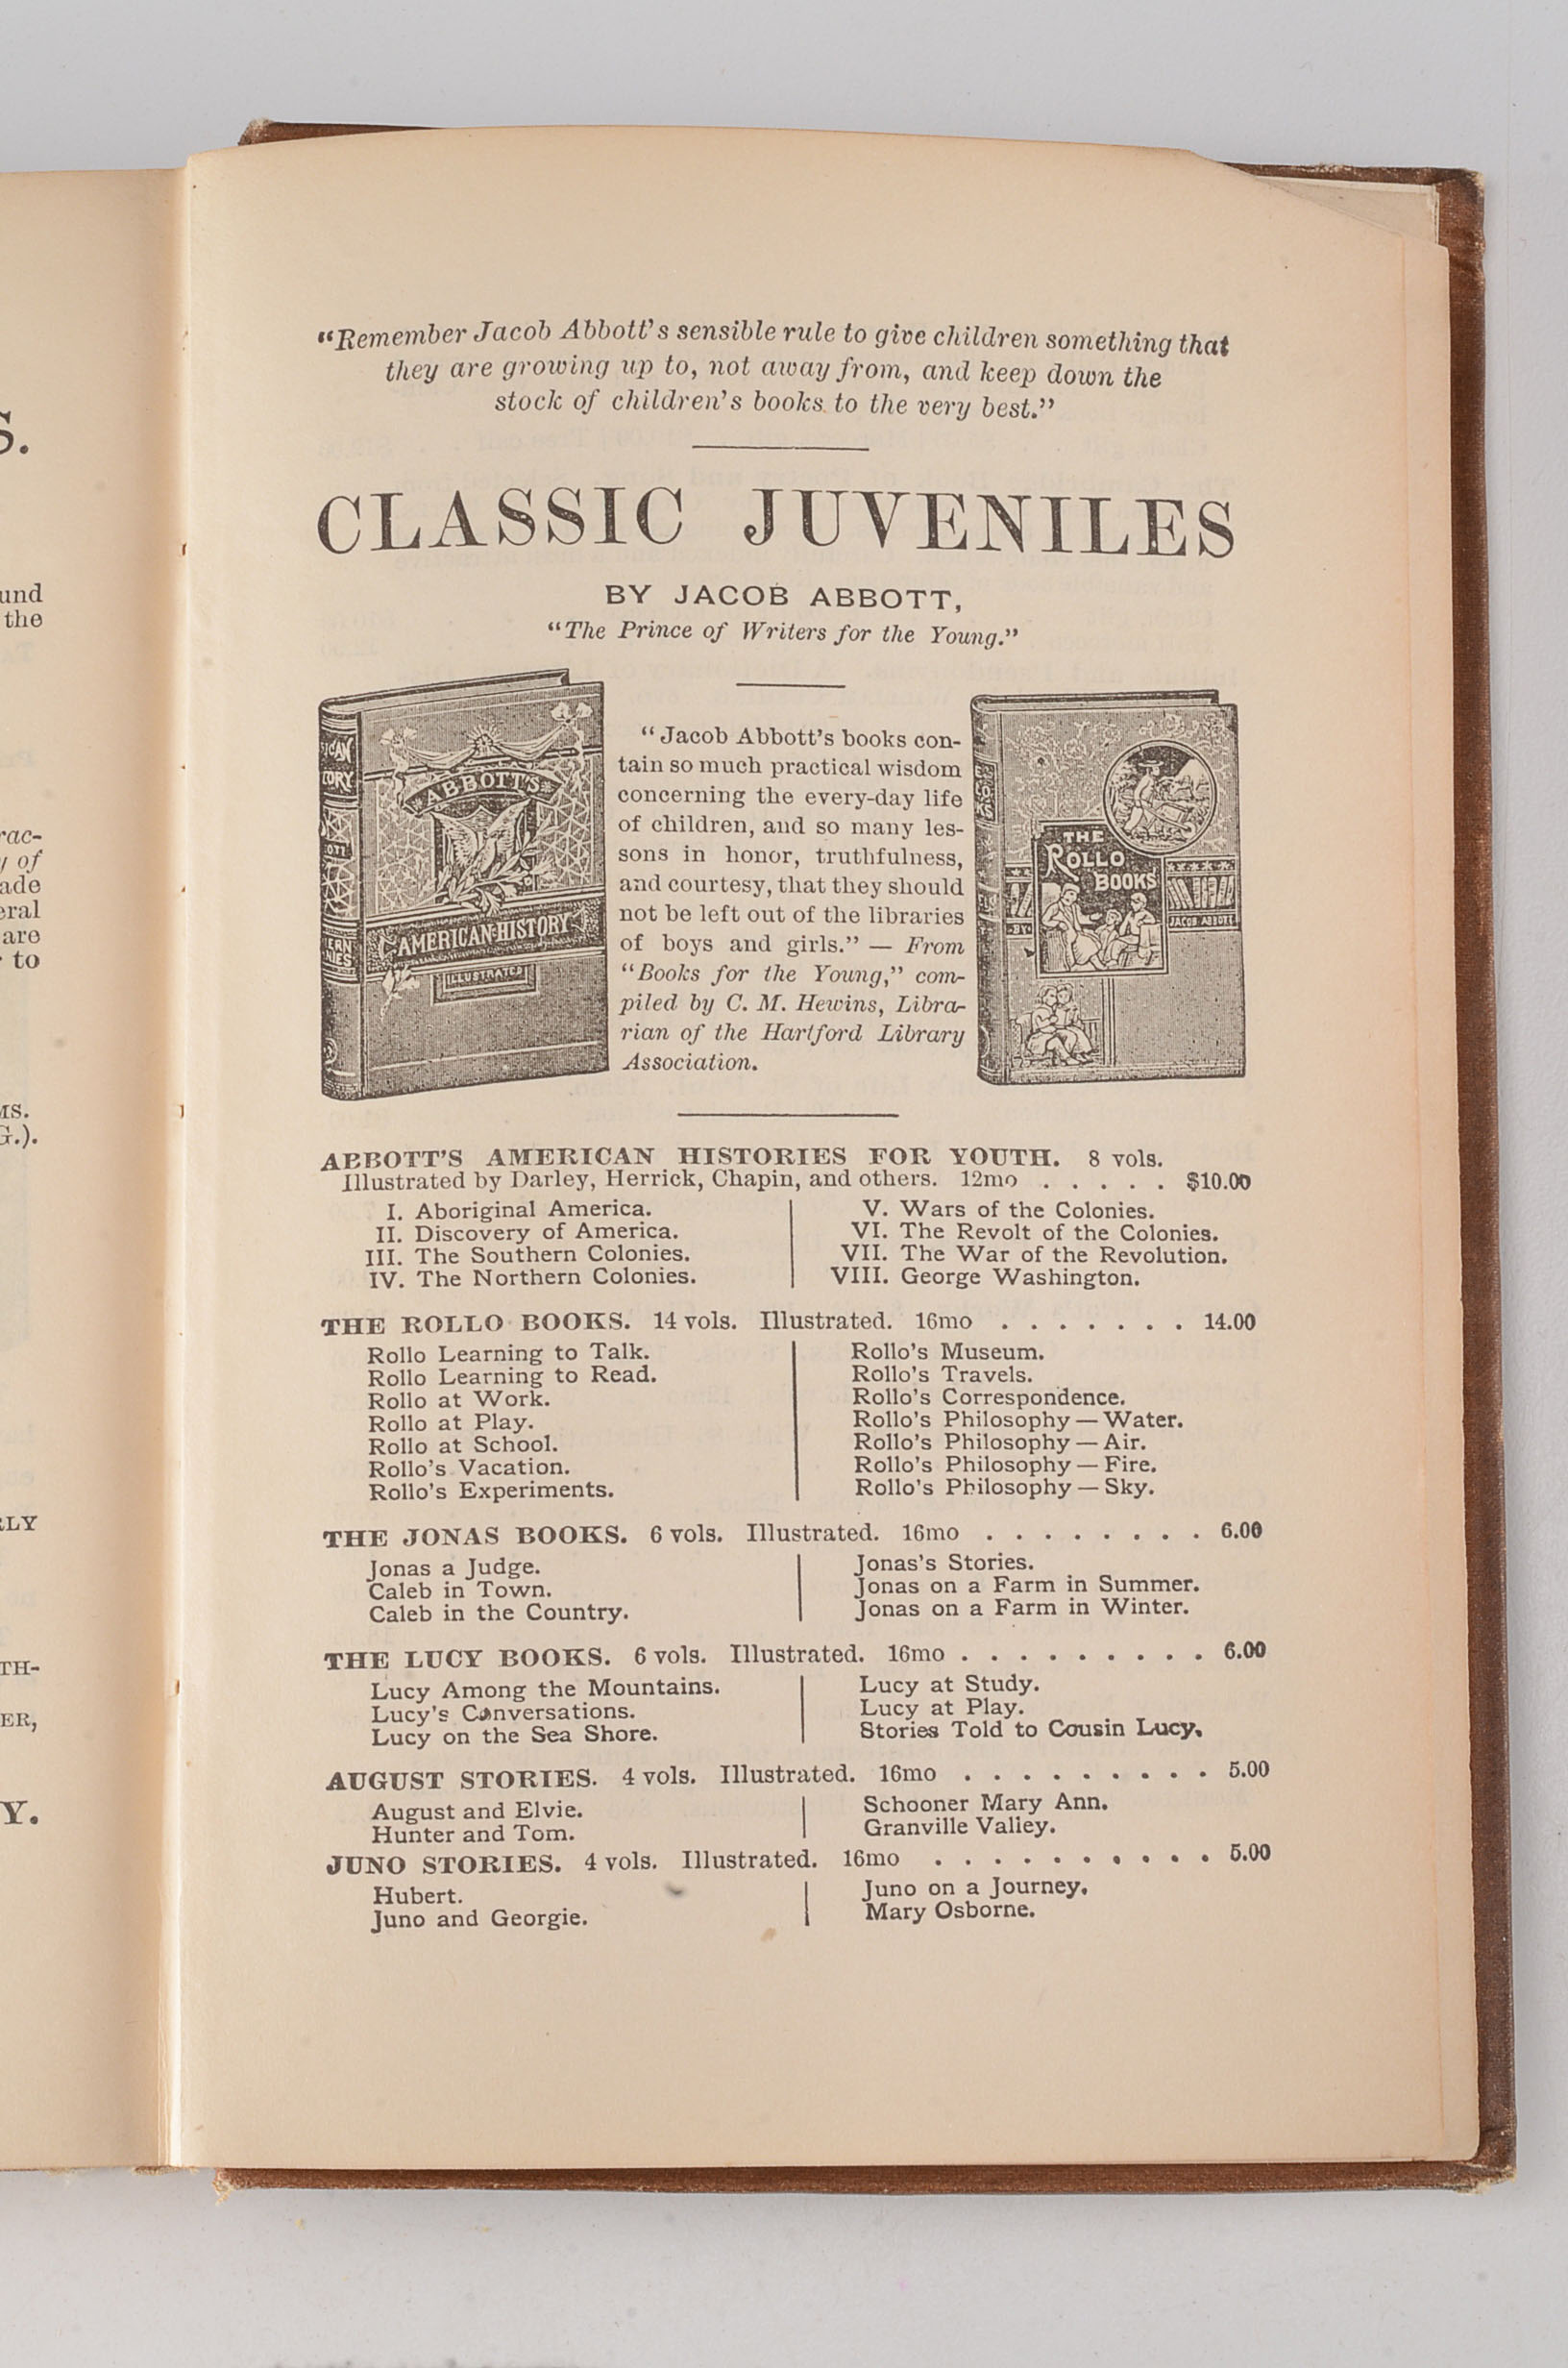 S.
und
the
rac-
y of
ade
eral
are
r to
MS.
G.).
RLY
TH-
ER,
Y.
“Remember Jacob Abbott's sensible rule to give children something that
they are growing up to, not away from, and keep down the
stock of children's books to the very best.”
CLASSIC JUVENILES
BY JACOB ABBOTT,
“The Prince of Writers for the Young.”
ABBOTT'S
AMERICAN HISTORY
ILLUSTRATED
“Jacob Abbott's books con-
tain so much practical wisdom
concerning the every-day life
of children, and so many les-
sons in honor, truthfulness,
and courtesy, that they should
not be left out of the libraries
of boys and girls.” — From
“Books for the Young,” com-
piled by C. M. Hewins, Libra-
rian of the Hartford Library
Association.
THE
ROLLO
BOOKS
BY
JACOB ABBOTT
ABBOTT'S AMERICAN HISTORIES FOR YOUTH. 8 vols.
Illustrated by Darley, Herrick, Chapin, and others. 12mo . . . . . . $10.00
I. Aboriginal America.
II. Discovery of America.
III. The Southern Colonies.
IV. The Northern Colonies.
V. Wars of the Colonies.
VI. The Revolt of the Colonies.
VII. The War of the Revolution.
VIII. George Washington.
THE ROLLO BOOKS. 14 vols. Illustrated. 16mo . . . . . . . . 14.00
Rollo Learning to Talk.
Rollo Learning to Read.
Rollo at Work.
Rollo at Play.
Rollo at School.
Rollo's Vacation.
Rollo's Experiments.
Rollo's Museum.
Rollo's Travels.
Rollo's Correspondence.
Rollo's Philosophy — Water.
Rollo's Philosophy — Air.
Rollo's Philosophy — Fire.
Rollo's Philosophy — Sky.
THE JONAS BOOKS. 6 vols. Illustrated. 16mo . . . . . . . . . 6.00
Jonas a Judge.
Caleb in Town.
Caleb in the Country.
Jonas's Stories.
Jonas on a Farm in Summer.
Jonas on a Farm in Winter.
THE LUCY BOOKS. 6 vols. Illustrated. 16mo . . . . . . . . . 6.00
Lucy Among the Mountains.
Lucy's Conversations.
Lucy on the Sea Shore.
Lucy at Study.
Lucy at Play.
Stories Told to Cousin Lucy.
AUGUST STORIES. 4 vols. Illustrated. 16mo . . . . . . . . . 5.00
August and Elvie.
Hunter and Tom.
Schooner Mary Ann.
Granville Valley.
JUNO STORIES. 4 vols. Illustrated. 16mo . . . . . . . . . . 5.00
Hubert.
Juno and Georgie.
Juno on a Journey.
Mary Osborne.